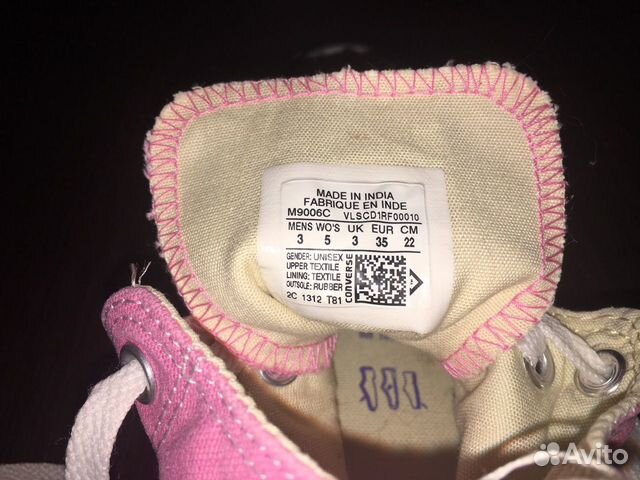 MADE IN INDIA
FABRIQUE EN INDE
M9006C VLSCD1RF00010
MENS WO'S UK EUR CM
3 5 3 35 22
GENDER: UNISEX
UPPER TEXTILE
LINING: TEXTILE
OUTSOLE: RUBBER
2C 1312 T81
CONVERSE
Avito